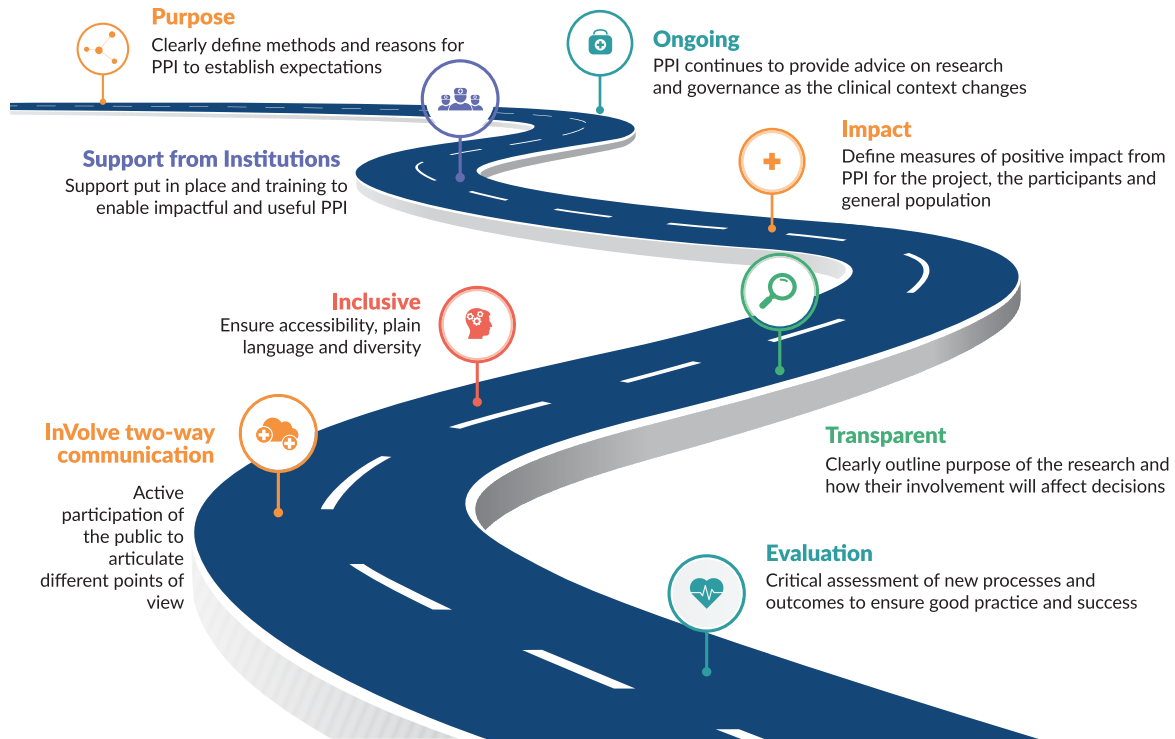 Purpose
Clearly define methods and reasons for
PPI to establish expectations
Ongoing
PPI continues to provide advice on research
and governance as the clinical context changes
Support from Institutions
Support put in place and training to
enable impactful and useful PPI
Impact
Define measures of positive impact from
PPI for the project, the participants and
general population
Inclusive
Ensure accessibility, plain
language and diversity
InVolve two-way
communication
Active
participation of
the public to
articulate
different points of
view
Transparent
Clearly outline purpose of the research and
how their involvement will affect decisions
Evaluation
Critical assessment of new processes and
outcomes to ensure good practice and success